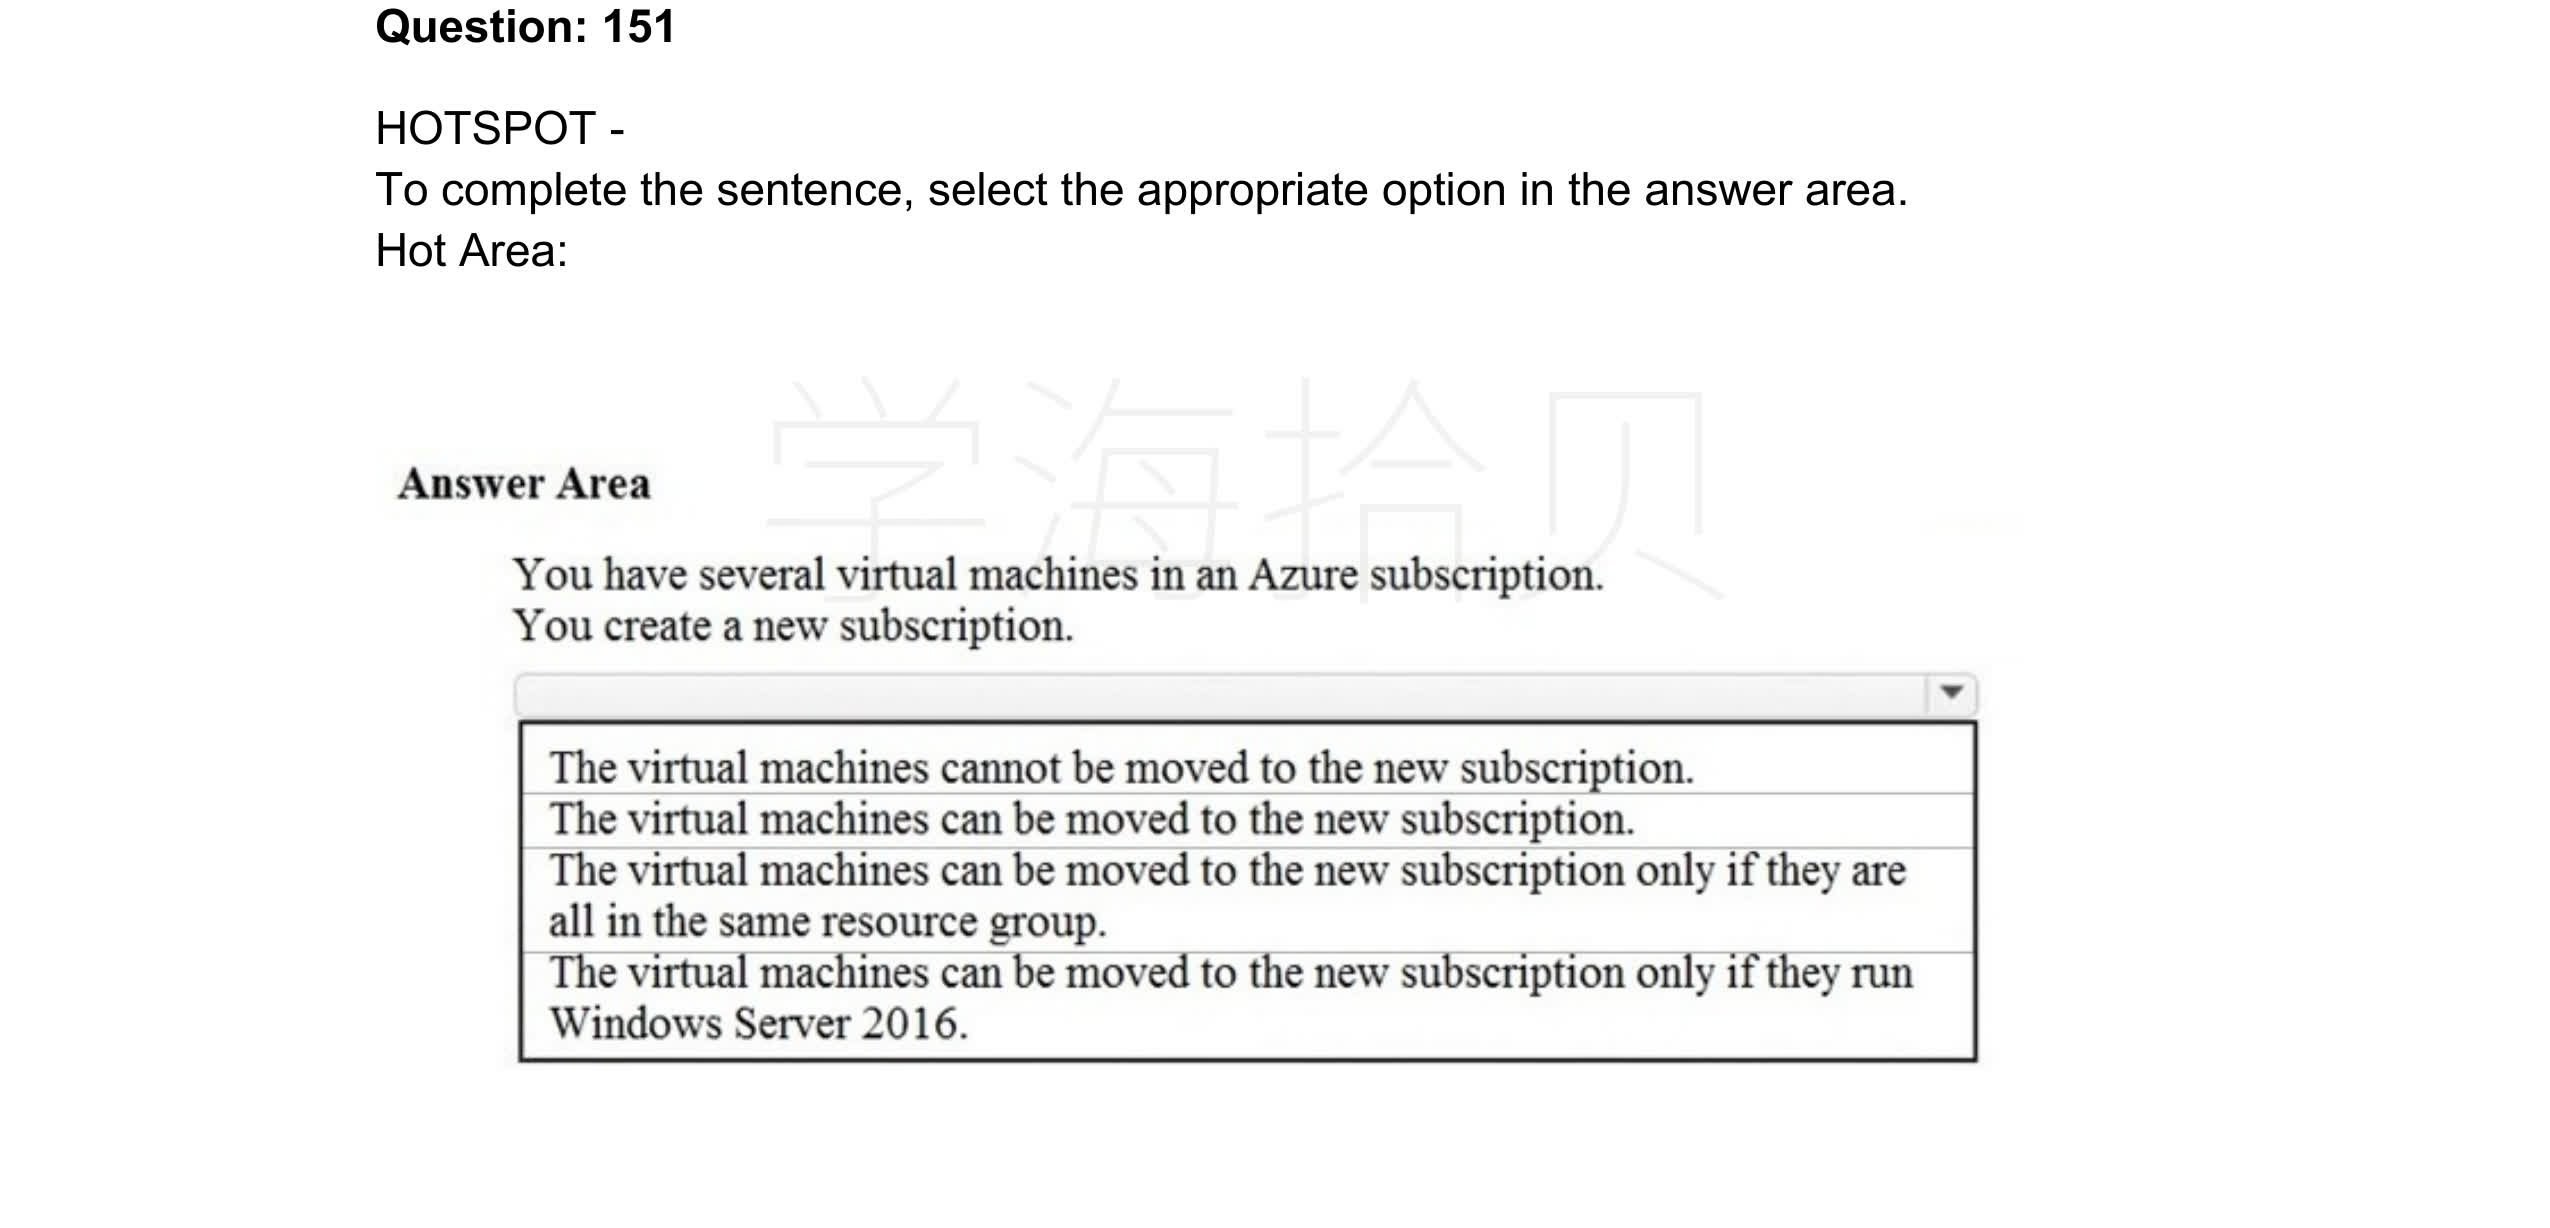 Question: 151
HOTSPOT -
To complete the sentence, select the appropriate option in the answer area.
Hot Area:
学海拾贝
Answer Area
You have several virtual machines in an Azure subscription.
You create a new subscription.
The virtual machines cannot be moved to the new subscription.
The virtual machines can be moved to the new subscription.
The virtual machines can be moved to the new subscription only if they are
all in the same resource group.
The virtual machines can be moved to the new subscription only if they run
Windows Server 2016.